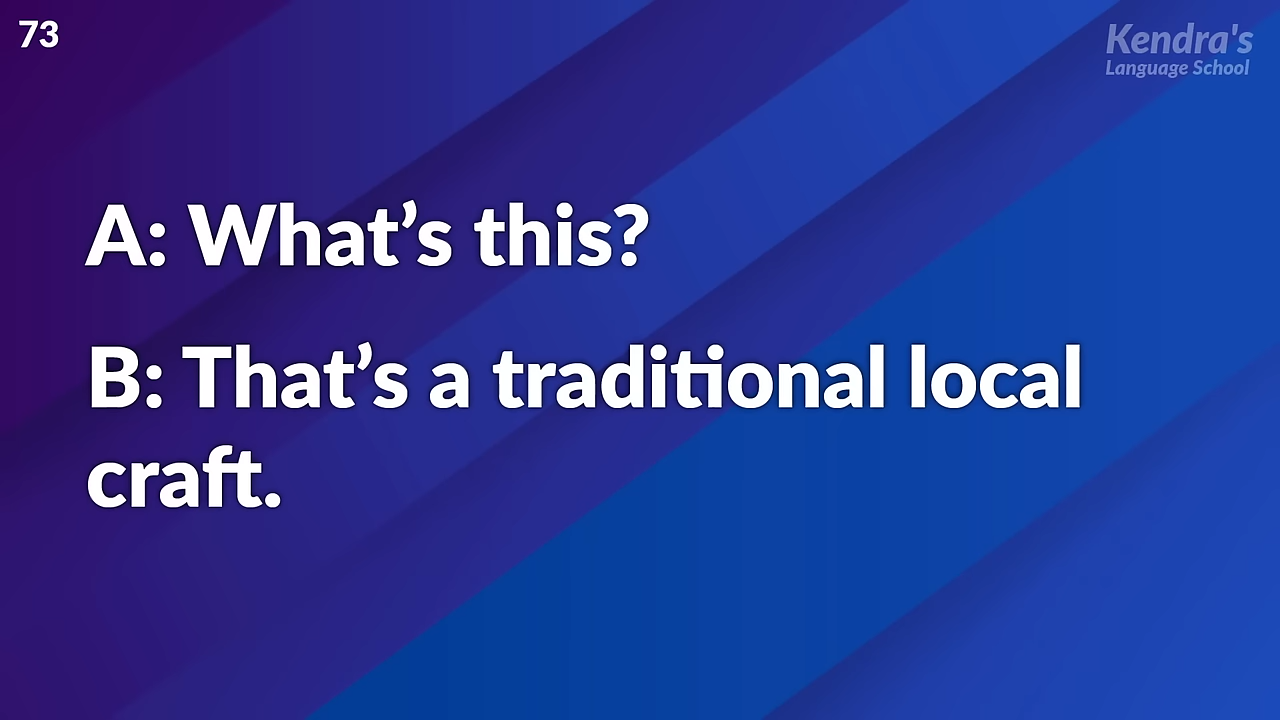 73
Kendra's
Language School
A: What’s this?
B: That’s a traditional local
craft.